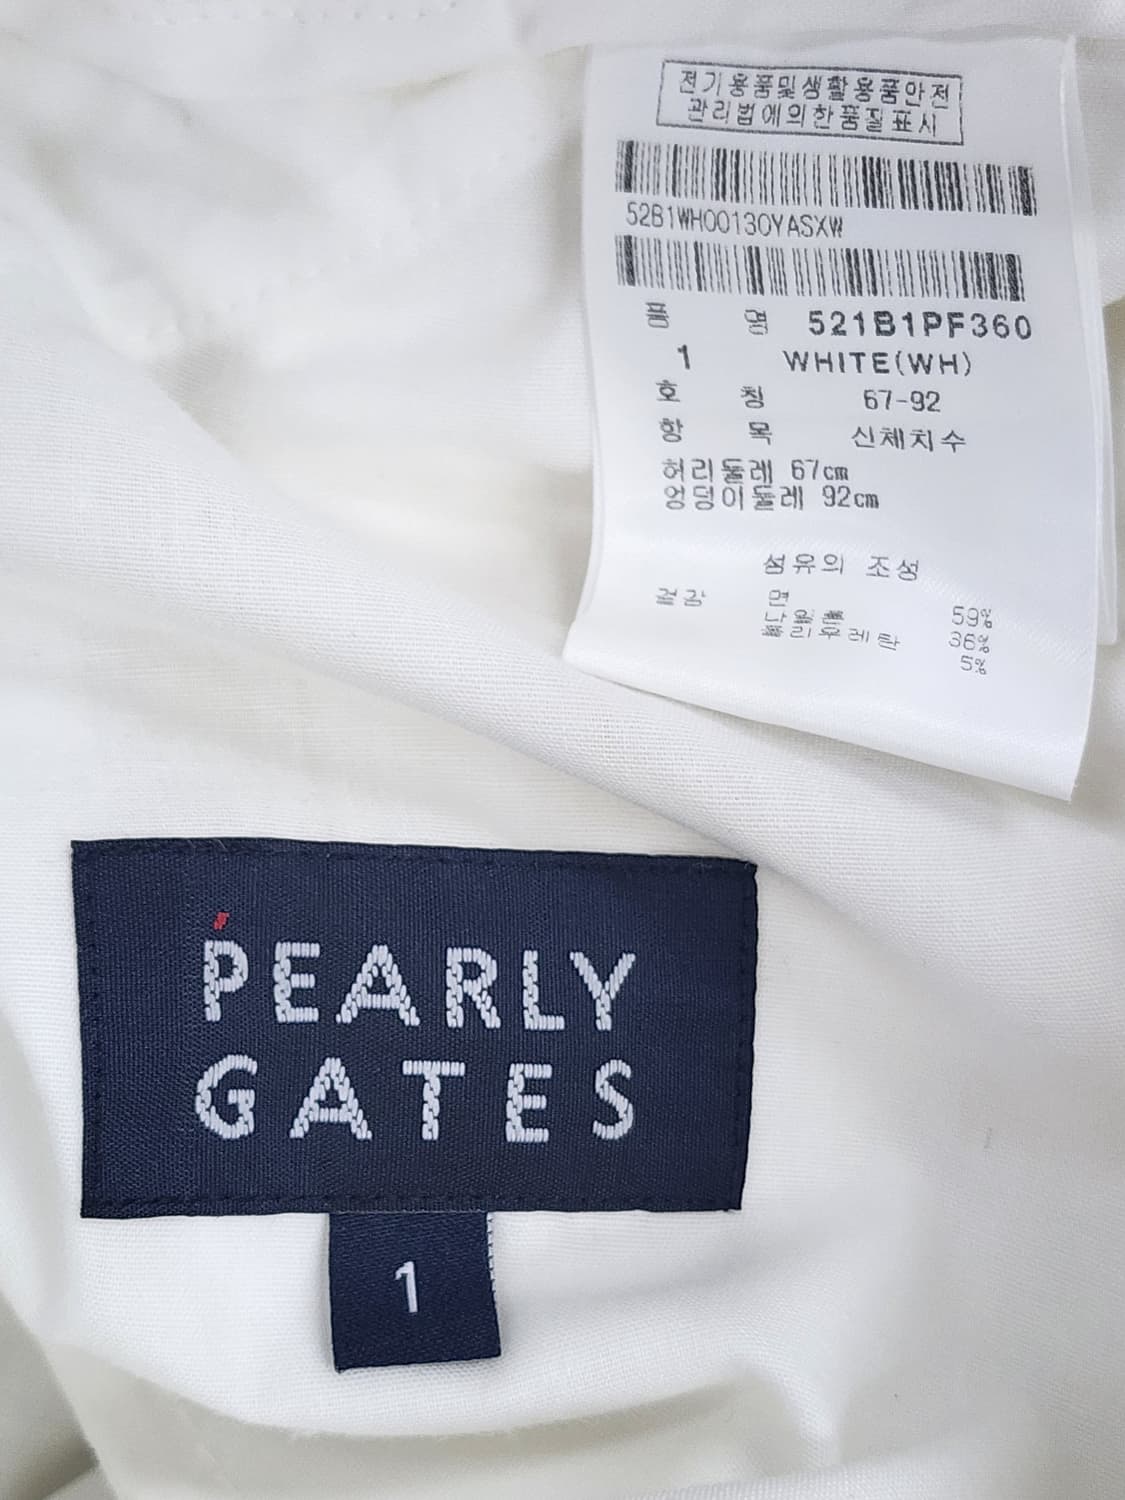 전기용품및생활용품안전
관리법에의한품질표시
52B1WH00130YASXW
품 명 521B1PF360
1 WHITE(WH)
호 칭 67-92
항 목 신체치수
허리둘레 67cm
엉덩이둘레 92cm
섬유의 조성
겉감 면 59%
나일론 36%
폴리우레탄 5%
PEARLY
GATES
1